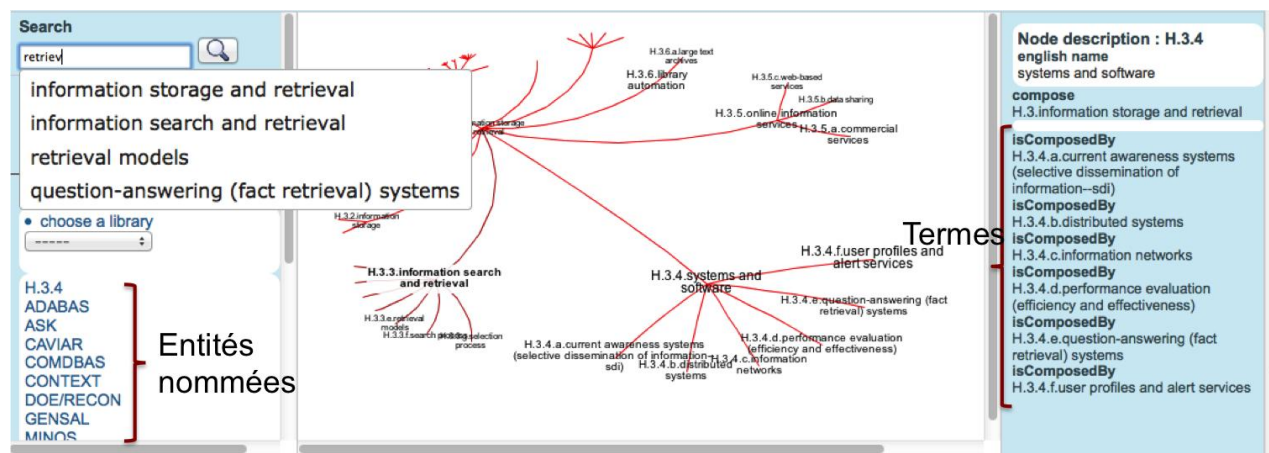 Search
retriev
information storage and retrieval
information search and retrieval
retrieval models
question-answering (fact retrieval) systems
choose a library
-----
H.3.4
ADABAS
ASK
CAVIAR
COMDBAS
CONTEXT
DOE/RECON
GENSAL
MINOS
Entités
nommées
H.3.6.a.large text
archives
H.3.6.library
automation
H.3.5.c.web-based
services
H.3.5.b.data sharing
H.3.5.online information
services
H.3.5.a.commercial
services
ation storage
retrieval
H.3.2.information
storage
H.3.3.information search
and retrieval
H.3.3.e.retrieval
models
H.3.3.f.search
selection
process
H.3.4.systems and
software
H.3.4.f.user profiles and
alert services
H.3.4.e.question-answering (fact
retrieval) systems
H.3.4.d.performance evaluation
(efficiency and effectiveness)
H.3.4.c.information
networks
H.3.4.b.distributed
systems
H.3.4.a.current awareness systems
(selective dissemination of information--
sdi)
Termes
Node description : H.3.4
english name
systems and software
compose
H.3.information storage and retrieval
isComposedBy
H.3.4.a.current awareness systems
(selective dissemination of
information--sdi)
isComposedBy
H.3.4.b.distributed systems
isComposedBy
H.3.4.c.information networks
isComposedBy
H.3.4.d.performance evaluation
(efficiency and effectiveness)
isComposedBy
H.3.4.e.question-answering (fact
retrieval) systems
isComposedBy
H.3.4.f.user profiles and alert services